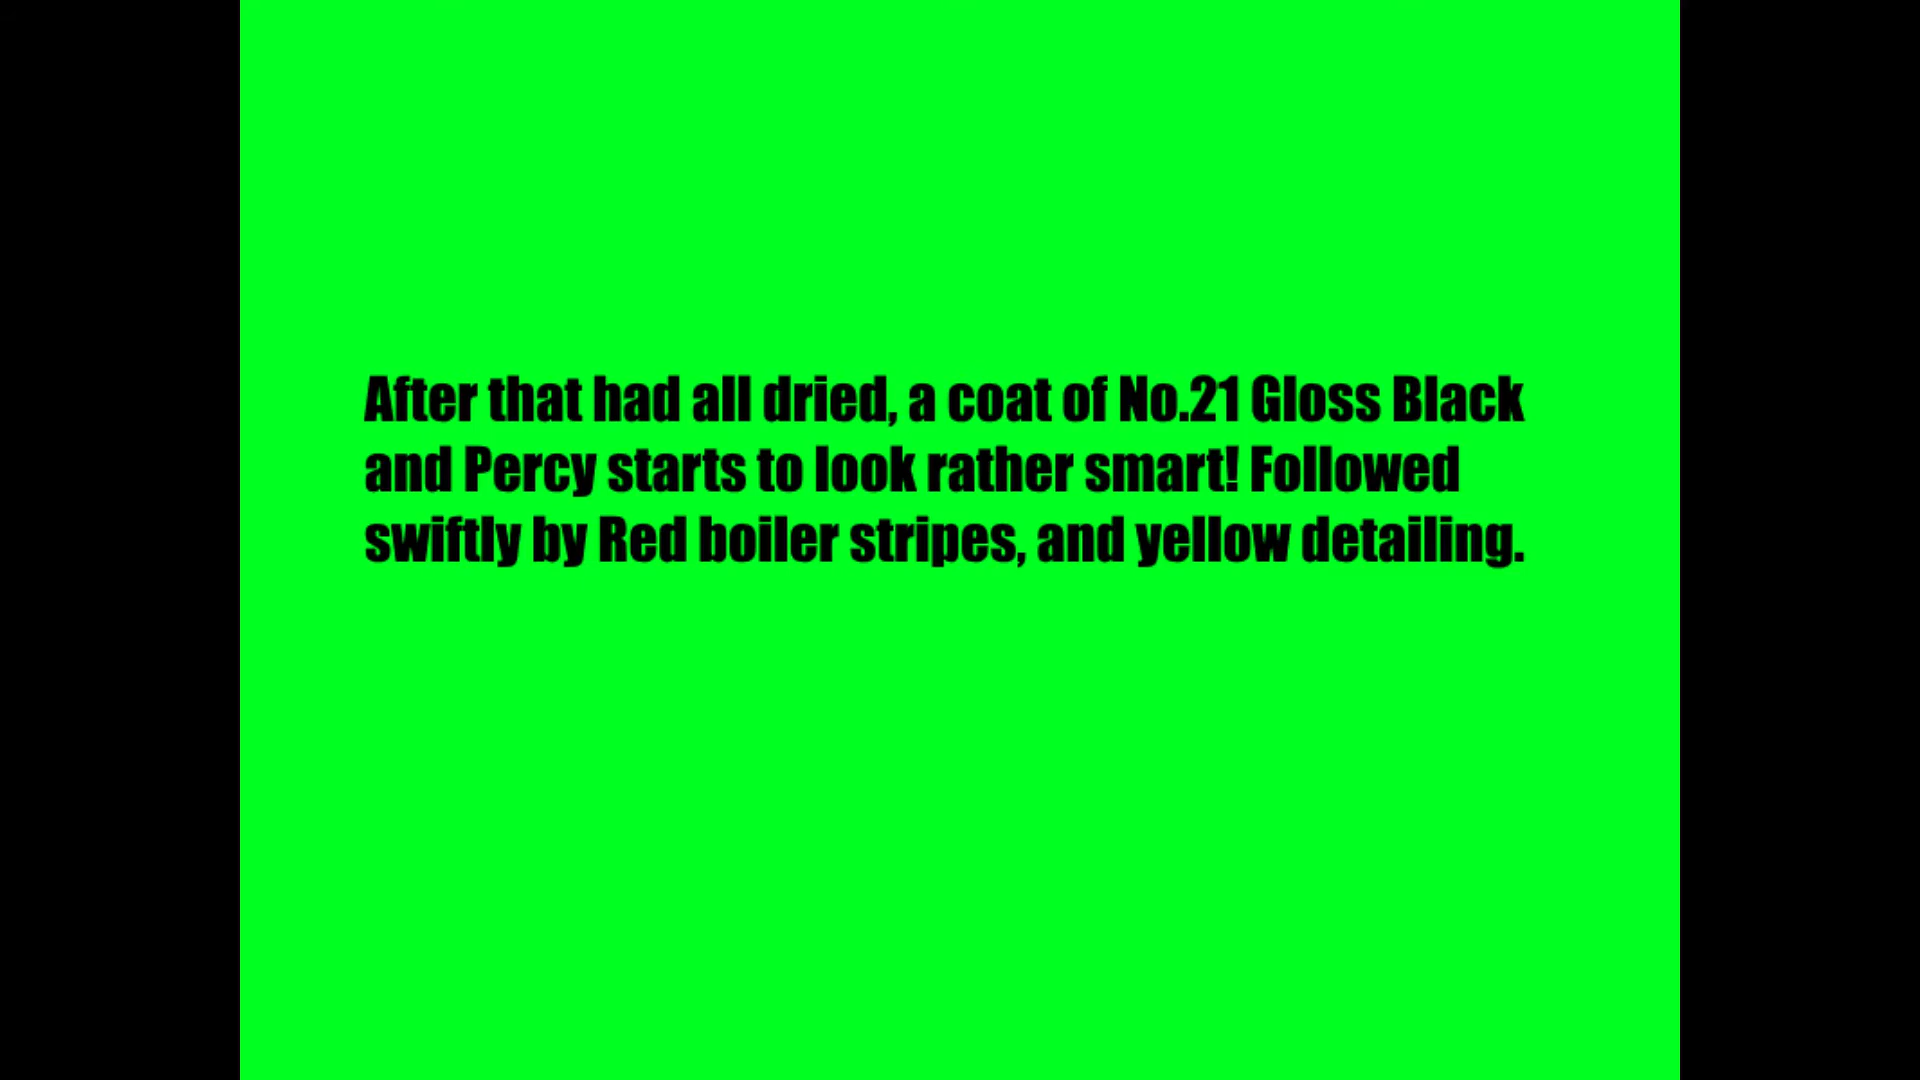 After that had all dried, a coat of No.21 Gloss Black
and Percy starts to look rather smart! Followed
swiftly by Red boiler stripes, and yellow detailing.